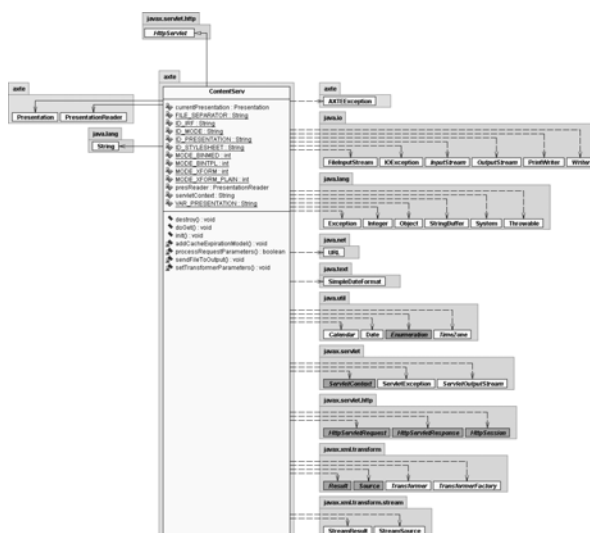 javax.servlet.http
HttpServlet
axte
Presentation PresentationReader
java.lang
String
axte
ContentServ
currentPresentation : Presentation
FILE_SEPARATOR : String
ID_IRF : String
ID_MODE : String
ID_PRESENTATION : String
ID_STYLESHEET : String
MODE_BINMED : int
MODE_BINTPL : int
MODE_XFORM : int
MODE_XFORM_PLAIN : int
presReader : PresentationReader
servletContext : String
VAR_PRESENTATION : String
destroy() : void
doGet() : void
init() : void
addCacheExpirationModel() : void
processRequestParameters() : boolean
sendFileToOutput() : void
setTransformerParameters() : void
axte
AXTEException
java.io
FileInputStream IOException InputStream OutputStream PrintWriter Writer
java.lang
Exception Integer Object StringBuffer System Throwable
java.net
URL
java.text
SimpleDateFormat
java.util
Calendar Date Enumeration TimeZone
javax.servlet
ServletContext ServletException ServletOutputStream
javax.servlet.http
HttpServletRequest HttpServletResponse HttpSession
javax.xml.transform
Result Source Transformer TransformerFactory
javax.xml.transform.stream
StreamResult StreamSource